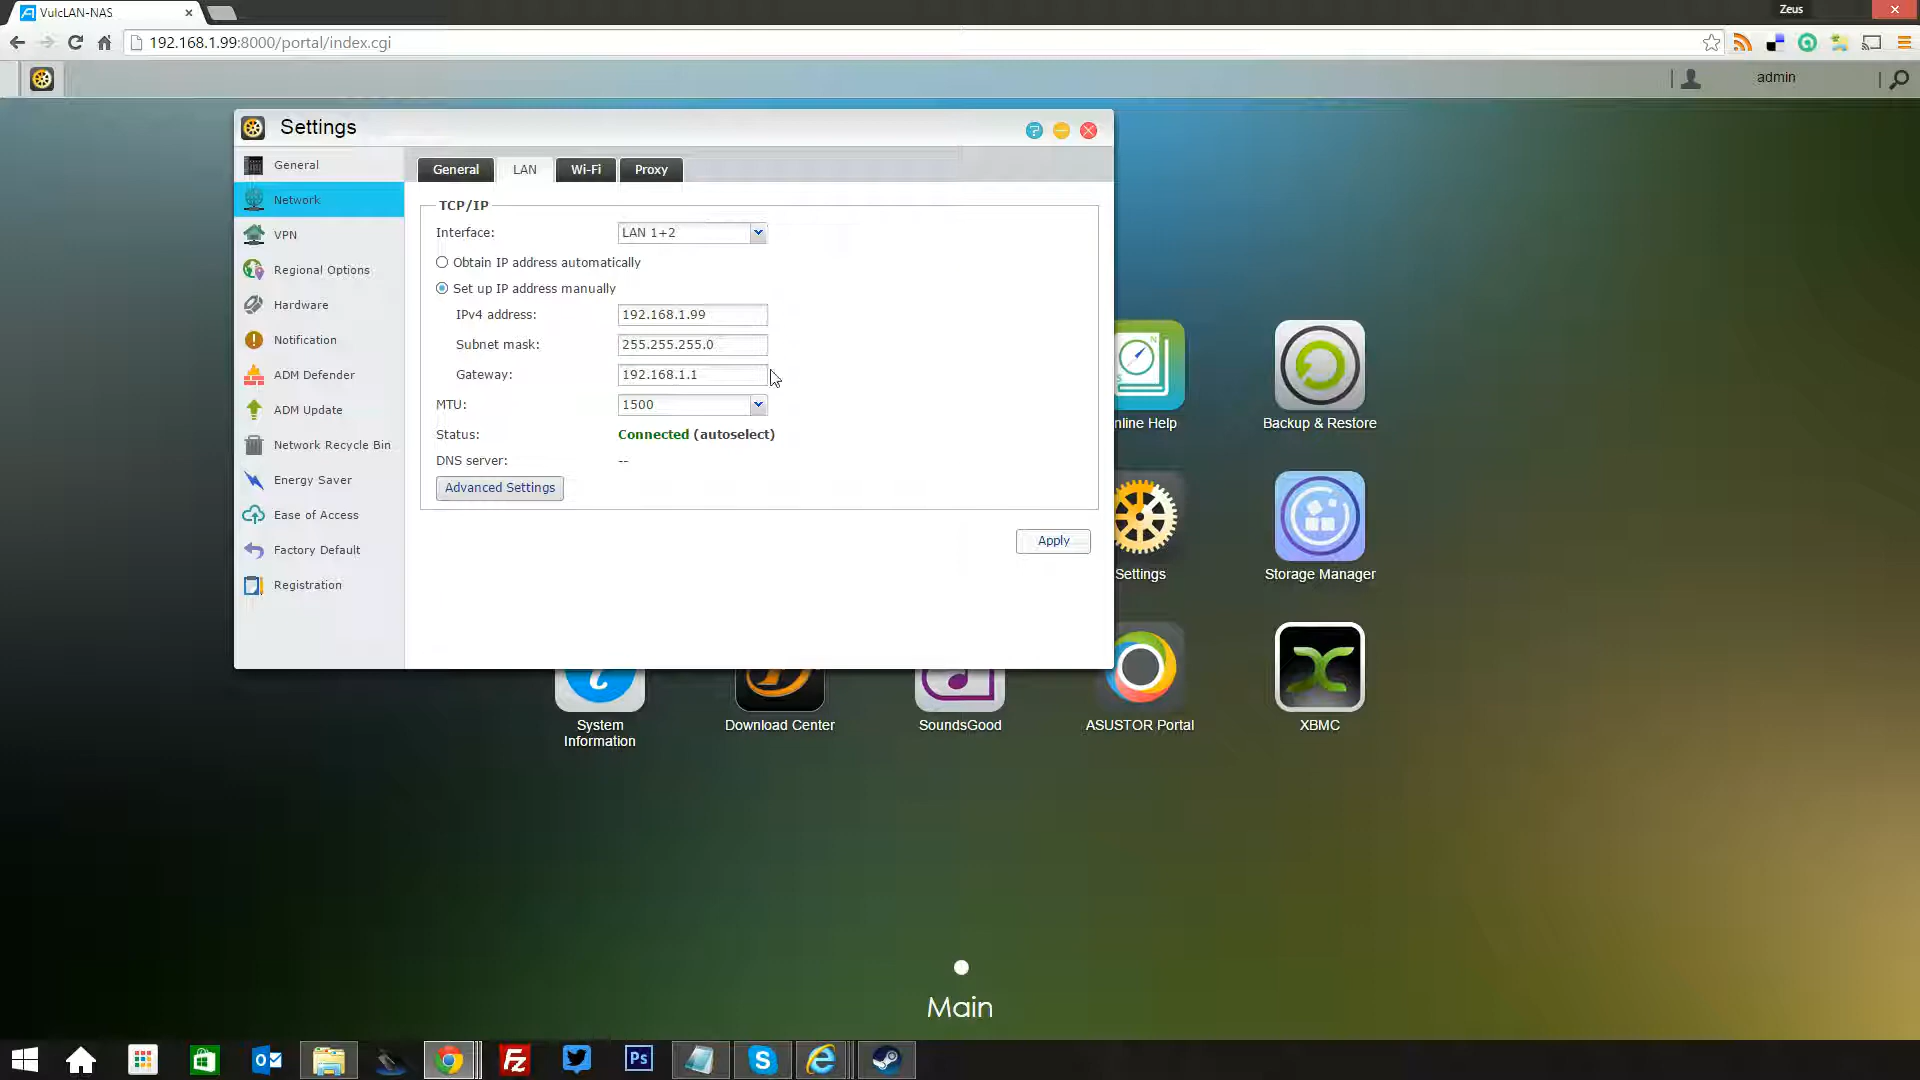 VulcLAN-NAS
Zeus
192.168.1.99:8000/portal/index.cgi
admin
Settings
General
Network
VPN
Regional Options
Hardware
Notification
ADM Defender
ADM Update
Network Recycle Bin
Energy Saver
Ease of Access
Factory Default
Registration
General LAN Wi-Fi Proxy
TCP/IP
Interface: LAN 1+2
Obtain IP address automatically
Set up IP address manually
IPv4 address: 192.168.1.99
Subnet mask: 255.255.255.0
Gateway: 192.168.1.1
MTU: 1500
Status: Connected (autoselect)
DNS server: --
Advanced Settings
Apply
nline Help
Backup & Restore
Settings
Storage Manager
System
Information
Download Center
SoundsGood
ASUSTOR Portal
XBMC
Main
Ps